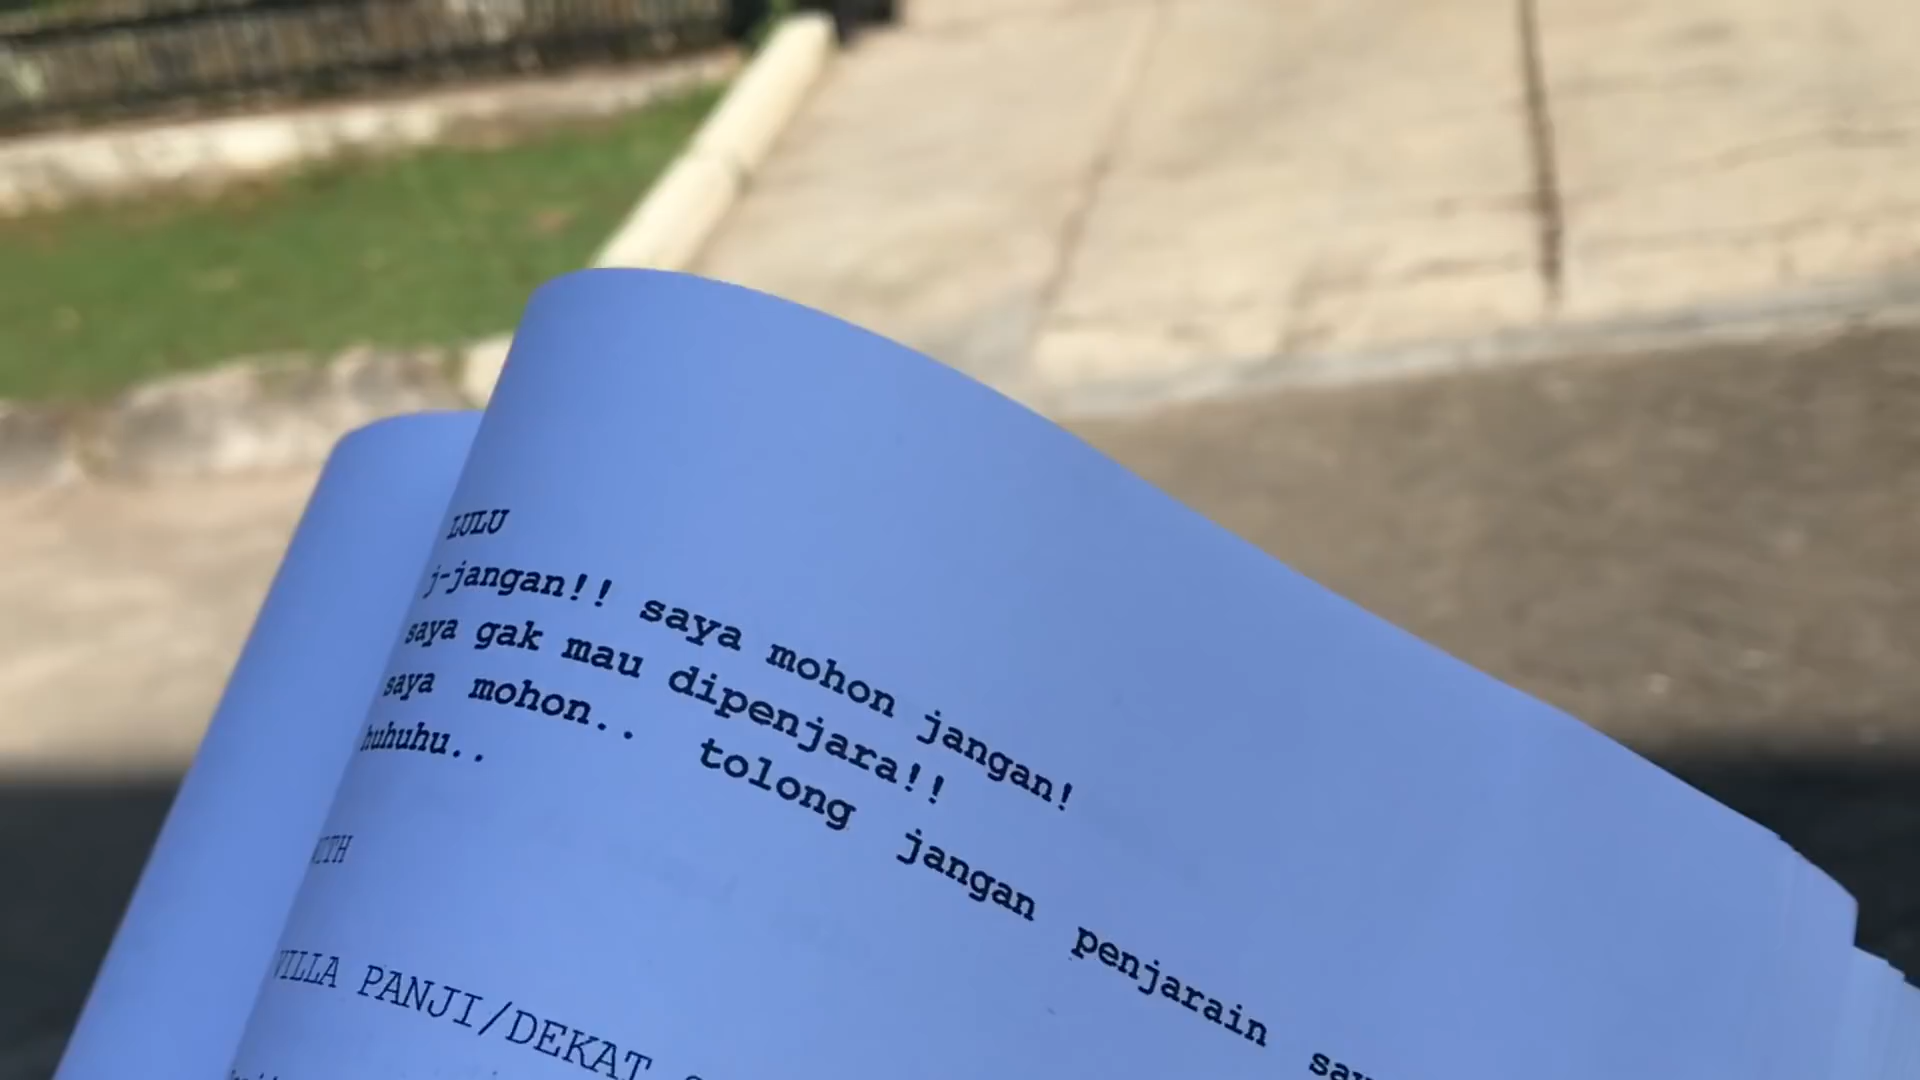 LULU
j-jangan!! saya mohon jangan!
saya gak mau dipenjara!!
saya mohon.. tolong jangan penjarain
huhuhu..
VILLA PANJI/DEKAT